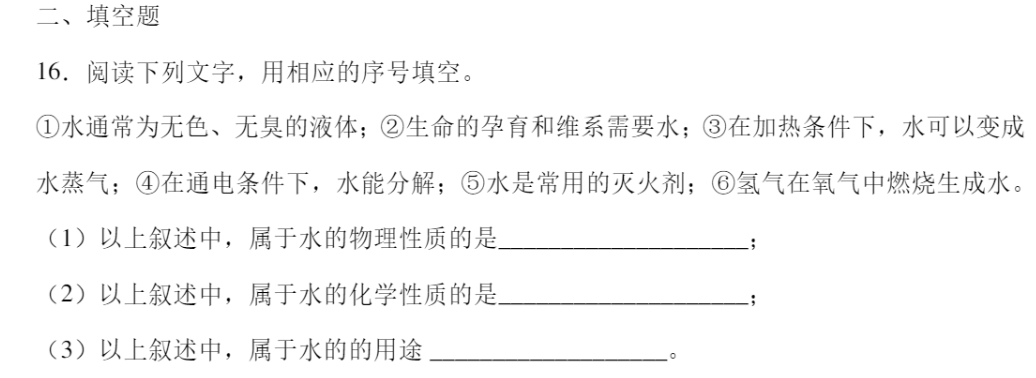 二、填空题
16．阅读下列文字，用相应的序号填空。
①水通常为无色、无臭的液体；②生命的孕育和维系需要水；③在加热条件下，水可以变成
水蒸气；④在通电条件下，水能分解；⑤水是常用的灭火剂；⑥氢气在氧气中燃烧生成水。
（1）以上叙述中，属于水的物理性质的是____________________；
（2）以上叙述中，属于水的化学性质的是____________________；
（3）以上叙述中，属于水的的用途 ___________________。